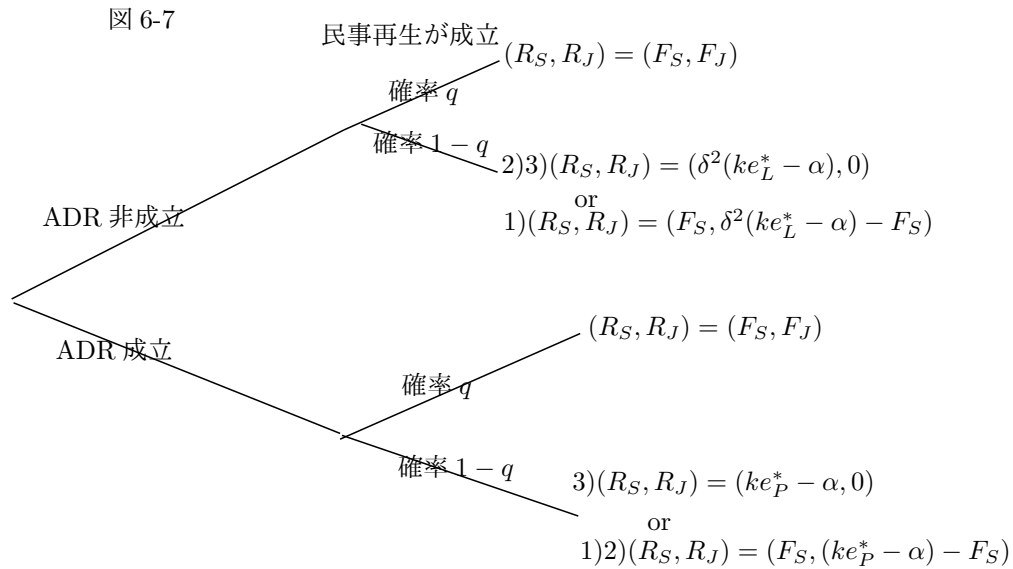 図 6-7
民事再生が成立
(R_S, R_J) = (F_S, F_J)
確率 q
確率 1 − q
2)3)(R_S, R_J) = (δ^2(ke_L^* − α), 0)
or
1)(R_S, R_J) = (F_S, δ^2(ke_L^* − α) − F_S)
ADR 非成立
(R_S, R_J) = (F_S, F_J)
ADR 成立
確率 q
確率 1 − q
3)(R_S, R_J) = (ke_P^* − α, 0)
or
1)2)(R_S, R_J) = (F_S, (ke_P^* − α) − F_S)